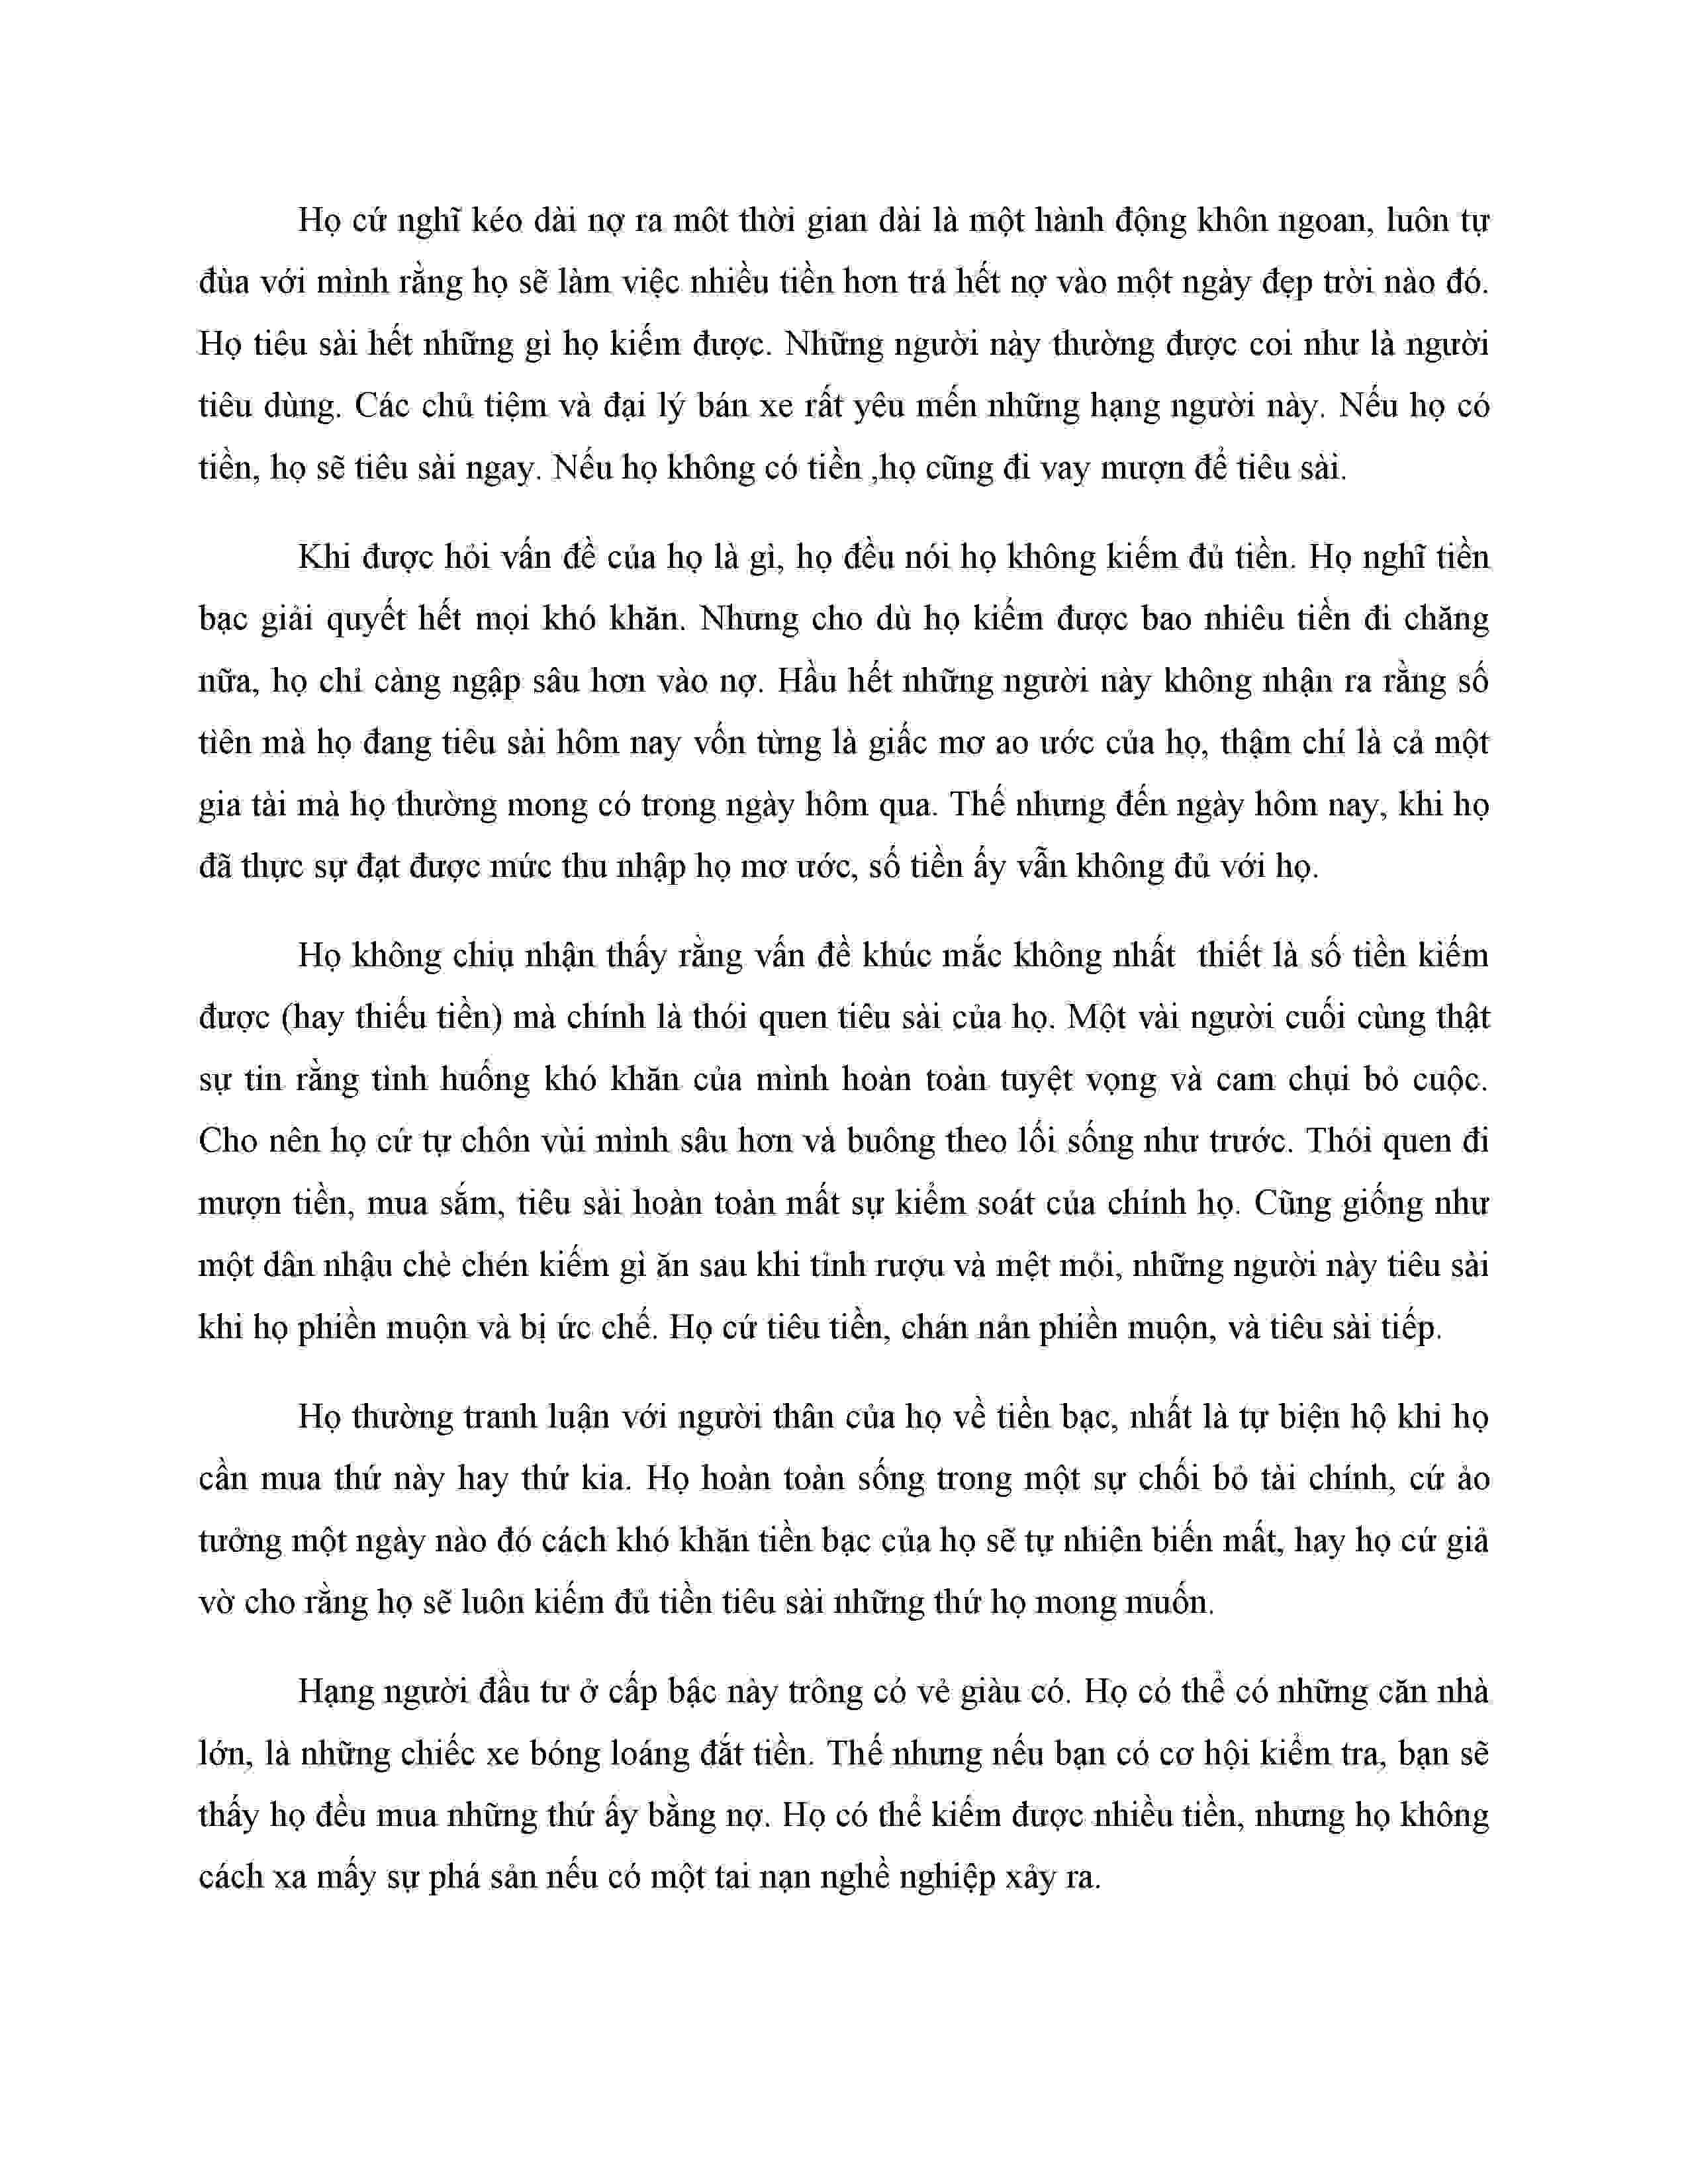 Họ cứ nghĩ kéo dài nợ ra môt thời gian dài là một hành động khôn ngoan, luôn tự
đùa với mình rằng họ sẽ làm việc nhiều tiền hơn trả hết nợ vào một ngày đẹp trời nào đó.
Họ tiêu sài hết những gì họ kiếm được. Những người này thường được coi như là người
tiêu dùng. Các chủ tiệm và đại lý bán xe rất yêu mến những hạng người này. Nếu họ có
tiền, họ sẽ tiêu sài ngay. Nếu họ không có tiền ,họ cũng đi vay mượn để tiêu sài.
Khi được hỏi vấn đề của họ là gì, họ đều nói họ không kiếm đủ tiền. Họ nghĩ tiền
bạc giải quyết hết mọi khó khăn. Nhưng cho dù họ kiếm được bao nhiêu tiền đi chăng
nữa, họ chỉ càng ngập sâu hơn vào nợ. Hầu hết những người này không nhận ra rằng số
tiền mà họ đang tiêu sài hôm nay vốn từng là giấc mơ ao ước của họ, thậm chí là cả một
gia tài mà họ thường mong có trong ngày hôm qua. Thế nhưng đến ngày hôm nay, khi họ
đã thực sự đạt được mức thu nhập họ mơ ước, số tiền ấy vẫn không đủ với họ.
Họ không chiụ nhận thấy rằng vấn đề khúc mắc không nhất thiết là số tiền kiếm
được (hay thiếu tiền) mà chính là thói quen tiêu sài của họ. Một vài người cuối cùng thật
sự tin rằng tình huống khó khăn của mình hoàn toàn tuyệt vọng và cam chụi bỏ cuộc.
Cho nên họ cứ tự chôn vùi mình sâu hơn và buông theo lối sống như trước. Thói quen đi
mượn tiền, mua sắm, tiêu sài hoàn toàn mất sự kiểm soát của chính họ. Cũng giống như
một dân nhậu chè chén kiếm gì ăn sau khi tỉnh rượu và mệt mỏi, những người này tiêu sài
khi họ phiền muộn và bị ức chế. Họ cứ tiêu tiền, chán nản phiền muộn, và tiêu sài tiếp.
Họ thường tranh luận với người thân của họ về tiền bạc, nhất là tự biện hộ khi họ
cần mua thứ này hay thứ kia. Họ hoàn toàn sống trong một sự chối bỏ tài chính, cứ ảo
tưởng một ngày nào đó cách khó khăn tiền bạc của họ sẽ tự nhiên biến mất, hay họ cứ giả
vờ cho rằng họ sẽ luôn kiếm đủ tiền tiêu sài những thứ họ mong muốn.
Hạng người đầu tư ở cấp bậc này trông có vẻ giàu có. Họ có thể có những căn nhà
lớn, là những chiếc xe bóng loáng đắt tiền. Thế nhưng nếu bạn có cơ hội kiểm tra, bạn sẽ
thấy họ đều mua những thứ ấy bằng nợ. Họ có thể kiếm được nhiều tiền, nhưng họ không
cách xa mấy sự phá sản nếu có một tai nạn nghề nghiệp xảy ra.